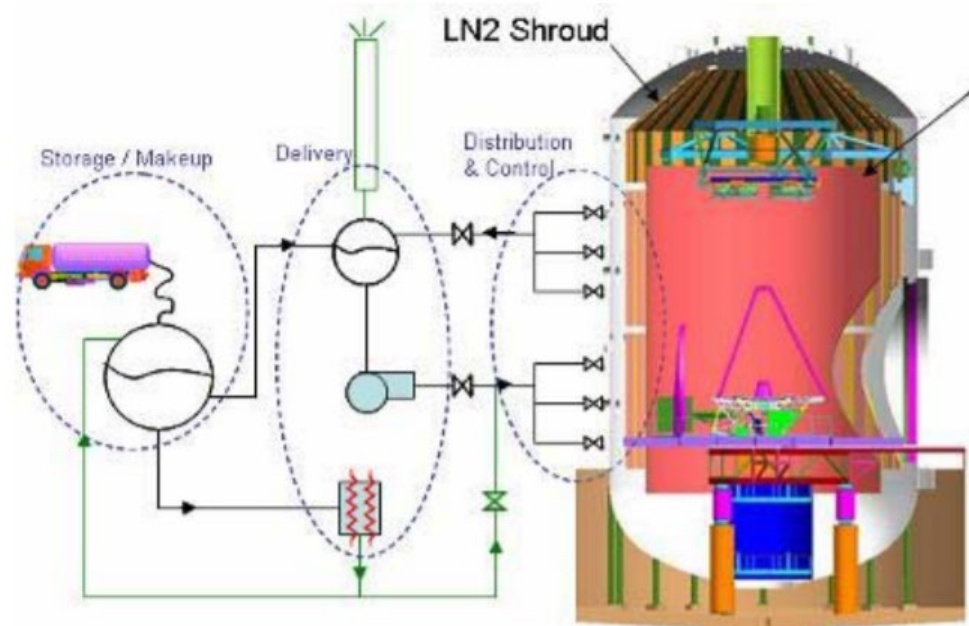 LN2 Shroud
Storage / Makeup
Delivery
Distribution
& Control